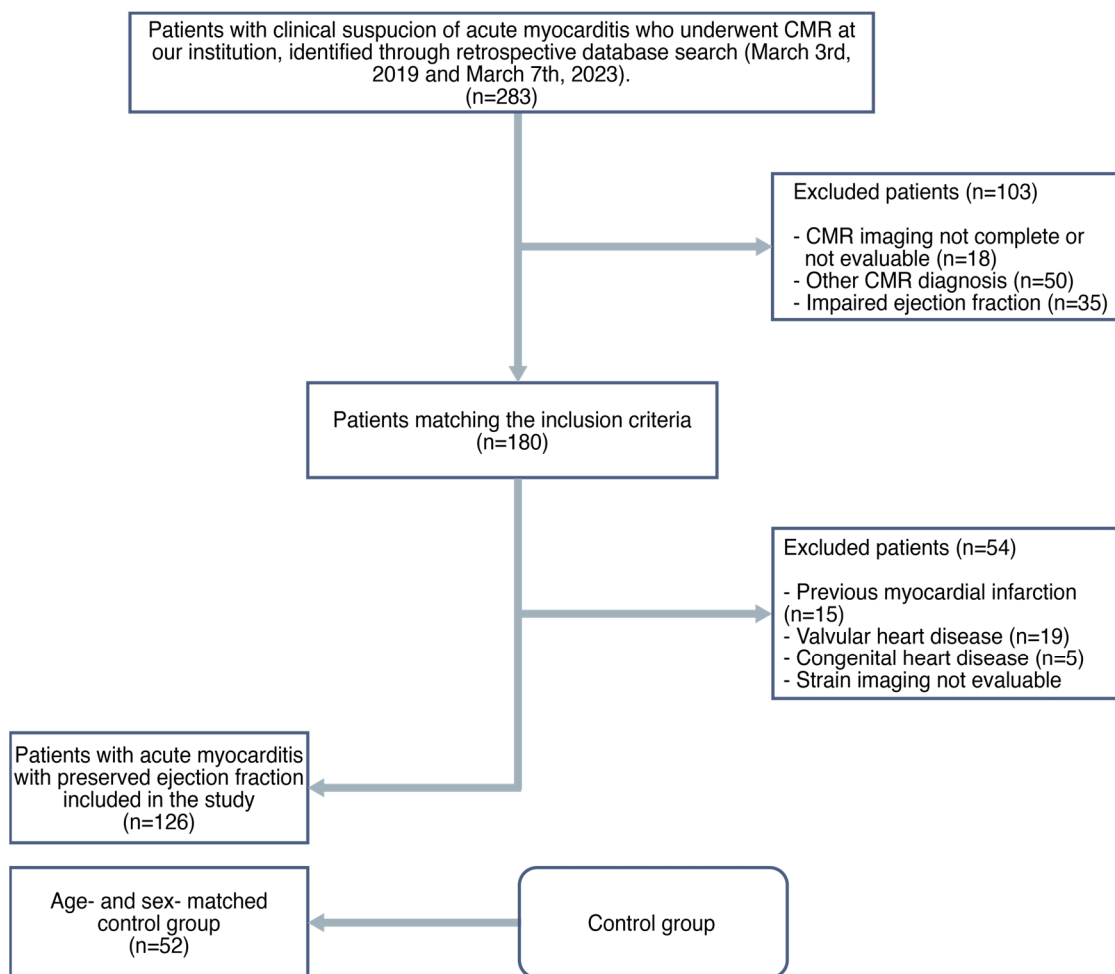 Patients with clinical suspucion of acute myocarditis who underwent CMR at
our institution, identified through retrospective database search (March 3rd,
2019 and March 7th, 2023).
(n=283)
Excluded patients (n=103)
- CMR imaging not complete or
not evaluable (n=18)
- Other CMR diagnosis (n=50)
- Impaired ejection fraction (n=35)
Patients matching the inclusion criteria
(n=180)
Excluded patients (n=54)
- Previous myocardial infarction
(n=15)
- Valvular heart disease (n=19)
- Congenital heart disease (n=5)
- Strain imaging not evaluable
Patients with acute myocarditis
with preserved ejection fraction
included in the study
(n=126)
Age- and sex- matched
control group
(n=52)
Control group